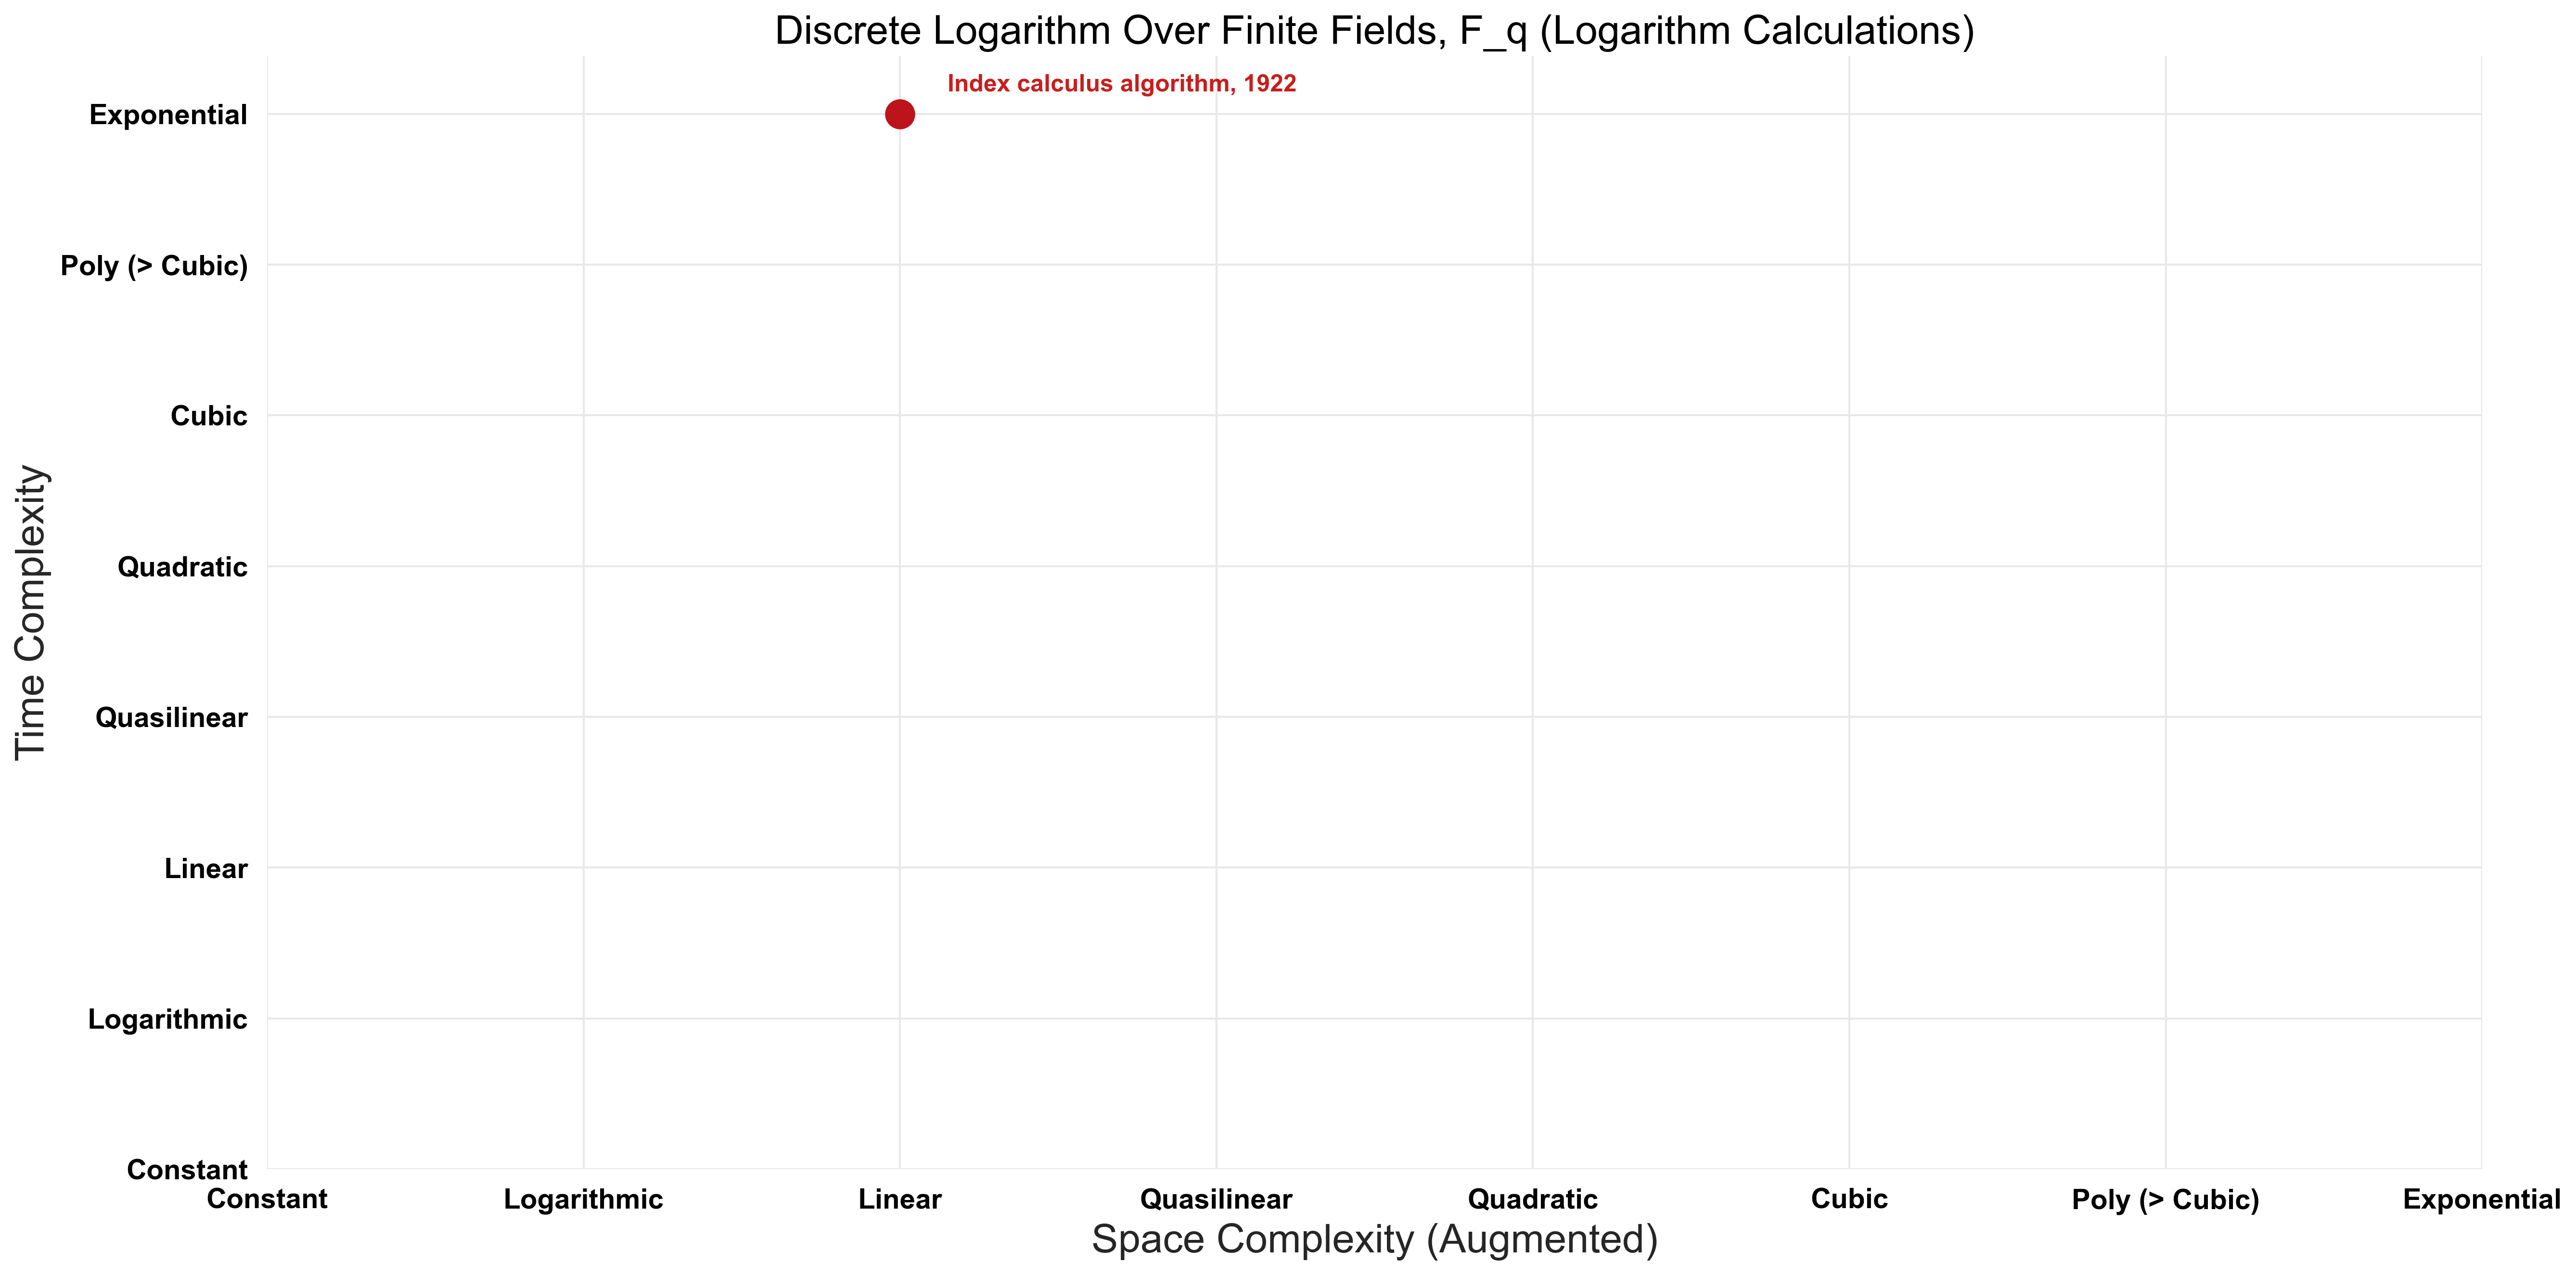 Discrete Logarithm Over Finite Fields, F_q (Logarithm Calculations)
Index calculus algorithm, 1922
Exponential
Poly (> Cubic)
Cubic
Quadratic
Quasilinear
Linear
Logarithmic
Constant
Time Complexity
Constant Logarithmic Linear Quasilinear Quadratic Cubic Poly (> Cubic) Exponential
Space Complexity (Augmented)